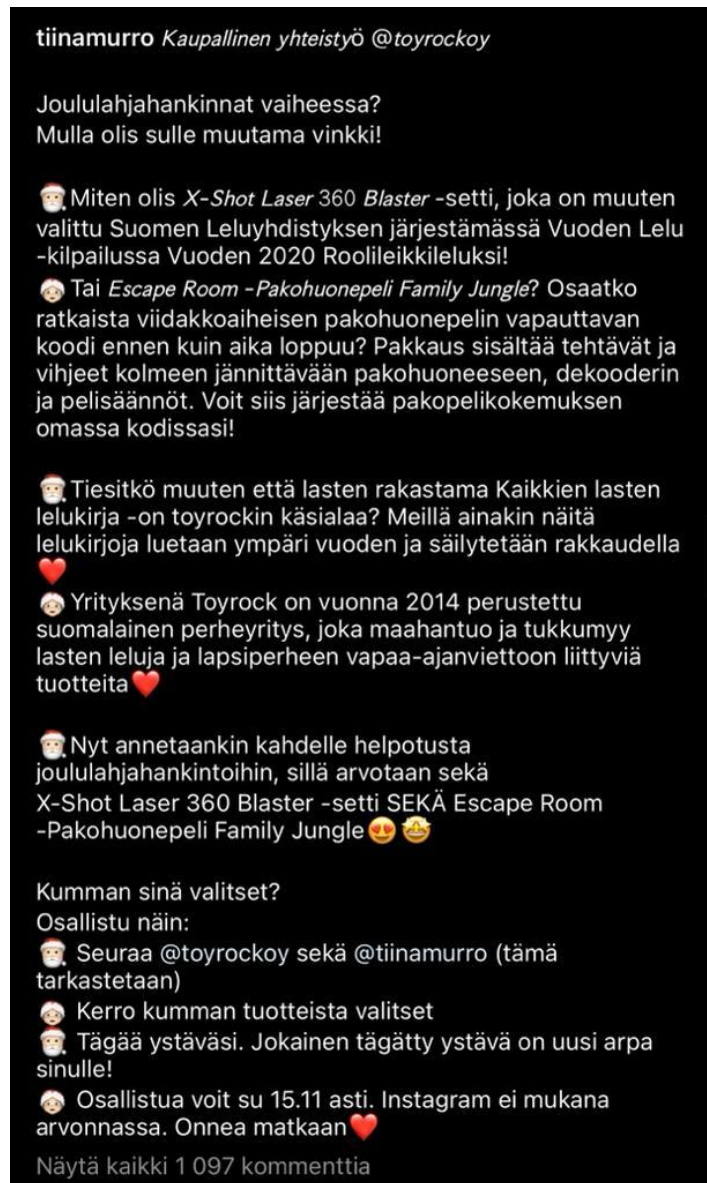 tiinamurro Kaupallinen yhteistyö @toyrockoy
Joululahjahankinnat vaiheessa?
Mulla olis sulle muutama vinkki!
🎅🏻Miten olis X-Shot Laser 360 Blaster -setti, joka on muuten
valittu Suomen Leluyhdistyksen järjestämässä Vuoden Lelu
-kilpailussa Vuoden 2020 Roolileikkileluksi!
🤶🏻 Tai Escape Room -Pakohuonepeli Family Jungle? Osaatko
ratkaista viidakkoaiheisen pakohuonepelin vapauttavan
koodi ennen kuin aika loppuu? Pakkaus sisältää tehtävät ja
vihjeet kolmeen jännittävään pakohuoneeseen, dekooderin
ja pelisäännöt. Voit siis järjestää pakopelikokemuksen
omassa kodissasi!
🎅🏻Tiesitkö muuten että lasten rakastama Kaikkien lasten
lelukirja -on toyrockin käsialaa? Meillä ainakin näitä
lelukirjoja luetaan ympäri vuoden ja säilytetään rakkaudella
❤️
🤶🏻 Yrityksenä Toyrock on vuonna 2014 perustettu
suomalainen perheyritys, joka maahantuo ja tukkumyy
lasten leluja ja lapsiperheen vapaa-ajanviettoon liittyviä
tuotteita❤️
🎅🏻Nyt annetaankin kahdelle helpotusta
joululahjahankintoihin, sillä arvotaan sekä
X-Shot Laser 360 Blaster -setti SEKÄ Escape Room
-Pakohuonepeli Family Jungle😍🤩
Kumman sinä valitset?
Osallistu näin:
🎅🏻 Seuraa @toyrockoy sekä @tiinamurro (tämä
tarkastetaan)
🤶🏻 Kerro kumman tuotteista valitset
🎅🏻 Tägää ystäväsi. Jokainen tägätty ystävä on uusi arpa
sinulle!
🤶🏻 Osallistua voit su 15.11 asti. Instagram ei mukana
arvonnassa. Onnea matkaan❤️
Näytä kaikki 1 097 kommenttia